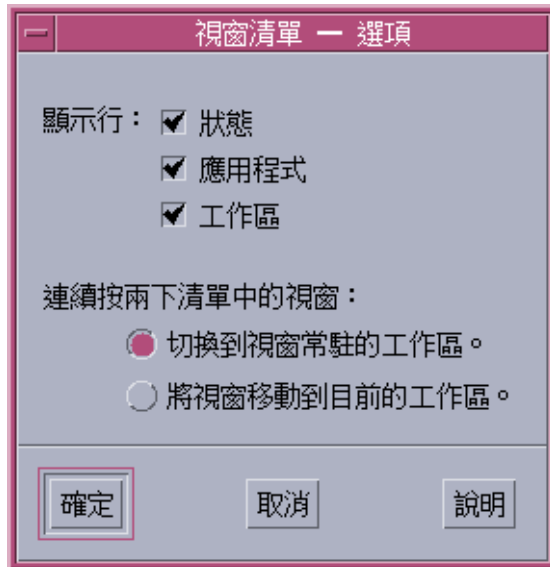 視窗清單 — 選項
顯示行： 狀態
應用程式
工作區
連續按兩下清單中的視窗：
切換到視窗常駐的工作區。
將視窗移動到目前的工作區。
確定 取消 說明